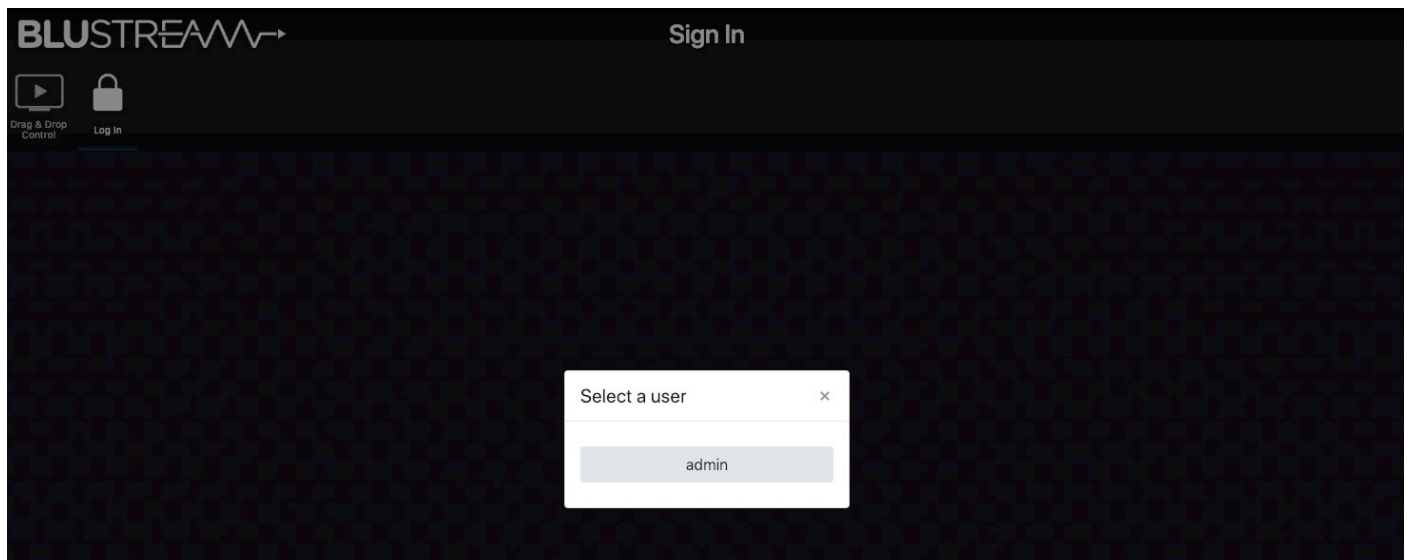 BLUSTREAM
Sign In
Drag & Drop
Control
Log In
Select a user
×
admin